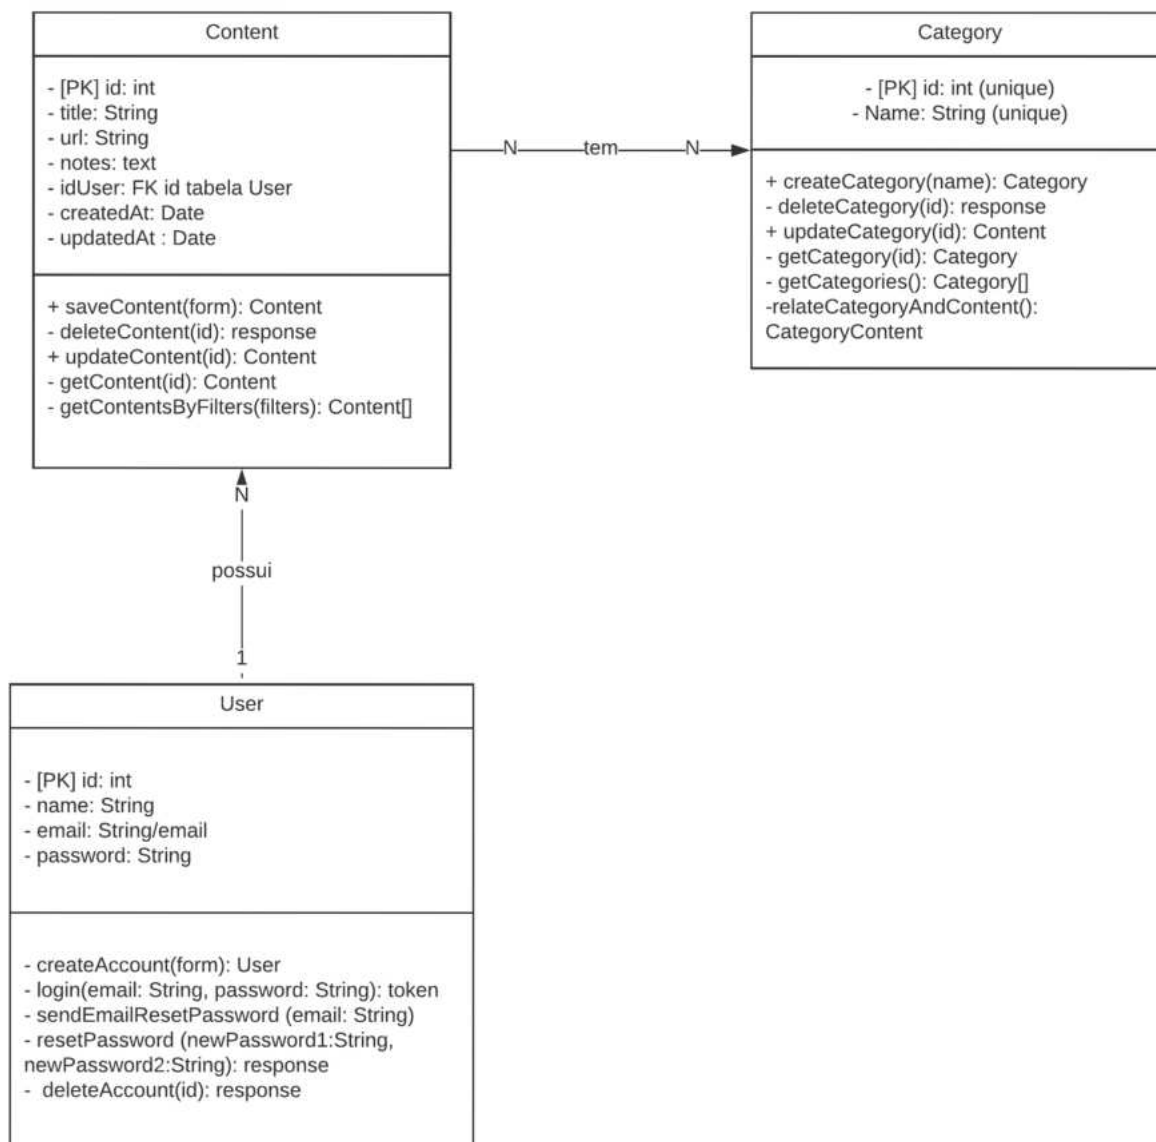 Content
- [PK] id: int
- title: String
- url: String
- notes: text
- idUser: FK id tabela User
- createdAt: Date
- updatedAt : Date
+ saveContent(form): Content
- deleteContent(id): response
+ updateContent(id): Content
- getContent(id): Content
- getContentsByFilters(filters): Content[]
N tem N
Category
- [PK] id: int (unique)
- Name: String (unique)
+ createCategory(name): Category
- deleteCategory(id): response
+ updateCategory(id): Content
- getCategory(id): Category
- getCategories(): Category[]
-relateCategoryAndContent():
CategoryContent
N
possui
1
User
- [PK] id: int
- name: String
- email: String/email
- password: String
- createAccount(form): User
- login(email: String, password: String): token
- sendEmailResetPassword (email: String)
- resetPassword (newPassword1:String,
newPassword2:String): response
- deleteAccount(id): response